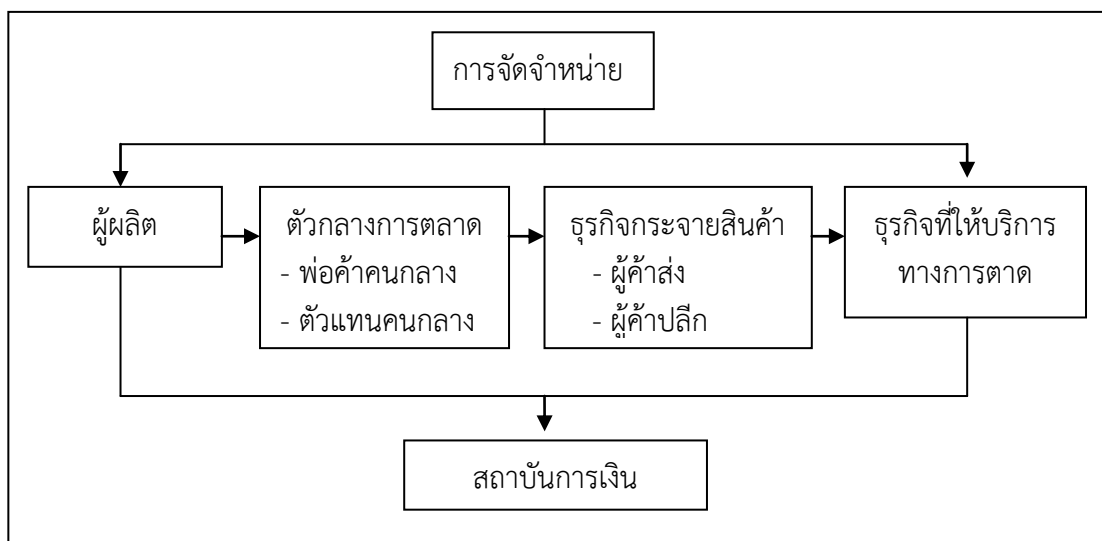 การจัดจำหน่าย
ผู้ผลิต
ตัวกลางการตลาด
- พ่อค้าคนกลาง
- ตัวแทนคนกลาง
ธุรกิจกระจายสินค้า
- ผู้ค้าส่ง
- ผู้ค้าปลีก
ธุรกิจที่ให้บริการ
ทางการตาด
สถาบันการเงิน